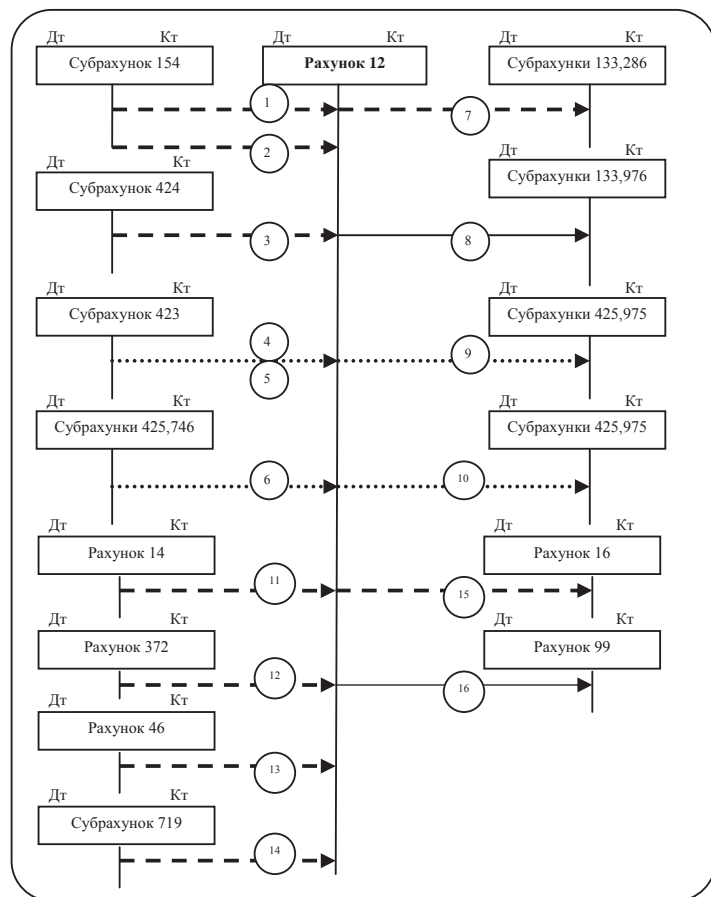 Дт Кт Дт Кт Дт Кт
Субрахунок 154 Рахунок 12 Субрахунки 133,286
1 7
2
Дт Кт Дт Кт
Субрахунок 424 Субрахунки 133,976
3 8
Дт Кт Дт Кт
Субрахунок 423 Субрахунки 425,975
4
9
5
Дт Кт Дт Кт
Субрахунки 425,746 Субрахунки 425,975
6 10
Дт Кт Дт Кт
Рахунок 14 Рахунок 16
11 15
Дт Кт Дт Кт
Рахунок 372 Рахунок 99
12 16
Дт Кт
Рахунок 46
13
Дт Кт
Субрахунок 719
14